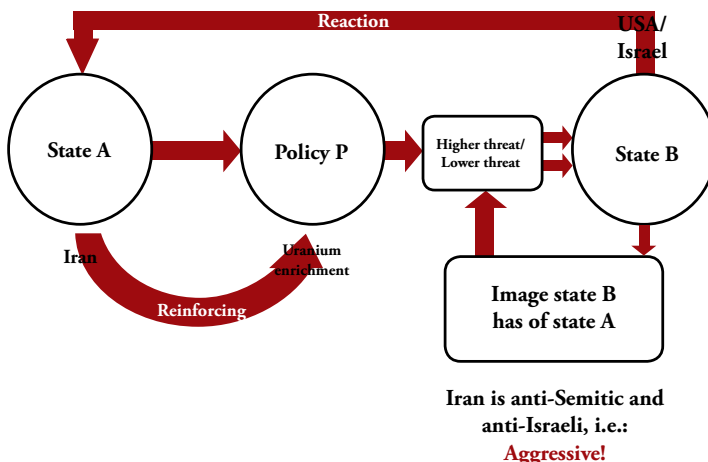 Reaction
USA/
Israel
State A
Policy P
Higher threat/
Lower threat
State B
Iran
Uranium
enrichment
Reinforcing
Image state B
has of state A
Iran is anti-Semitic and
anti-Israeli, i.e.:
Aggressive!